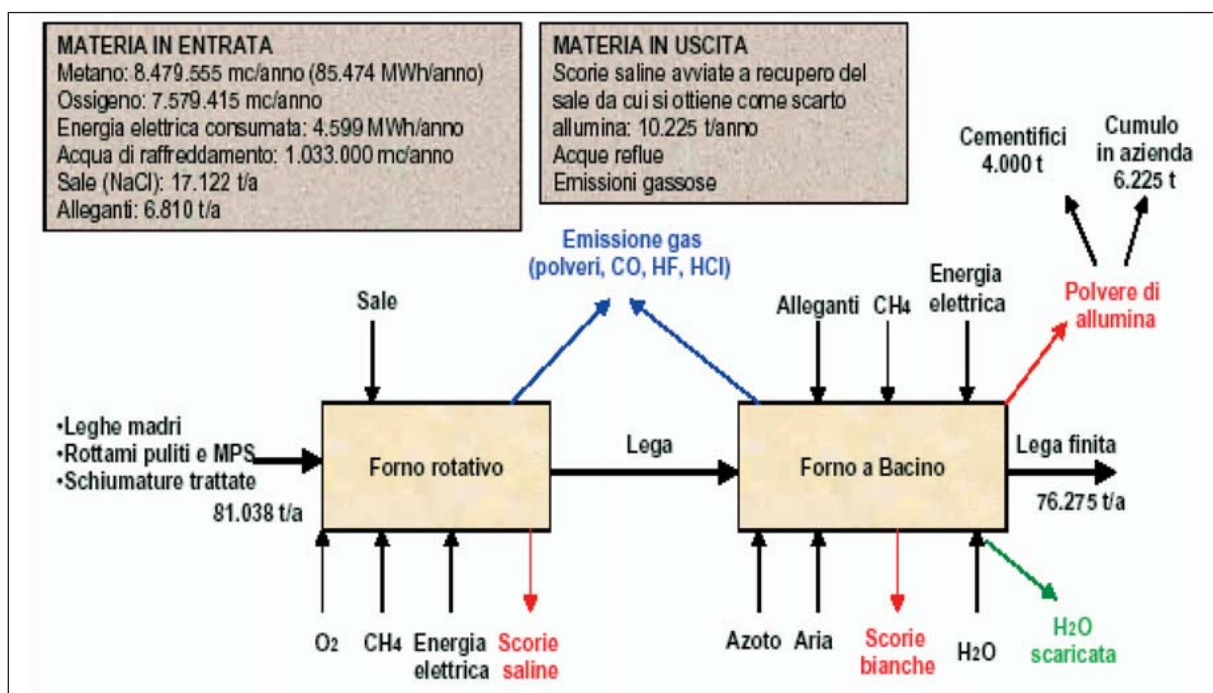 MATERIA IN ENTRATA
Metano: 8.479.555 mc/anno (85.474 MWh/anno)
Ossigeno: 7.579.415 mc/anno
Energia elettrica consumata: 4.599 MWh/anno
Acqua di raffreddamento: 1.033.000 mc/anno
Sale (NaCl): 17.122 t/a
Alleganti: 6.810 t/a
MATERIA IN USCITA
Scorie saline avviate a recupero del
sale da cui si ottiene come scarto
allumina: 10.225 t/anno
Acque reflue
Emissioni gassose
Cementifici
4.000 t
Cumulo
in azienda
6.225 t
Emissione gas
(polveri, CO, HF, HCl)
Sale
Alleganti
CH4
Energia
elettrica
Polvere di
allumina
•Leghe madri
•Rottami puliti e MPS
•Schiumature trattate
81.038 t/a
Forno rotativo
Lega
Forno a Bacino
Lega finita
76.275 t/a
O2
CH4
Energia
elettrica
Scorie
saline
Azoto
Aria
Scorie
bianche
H2O
H2O
scaricata